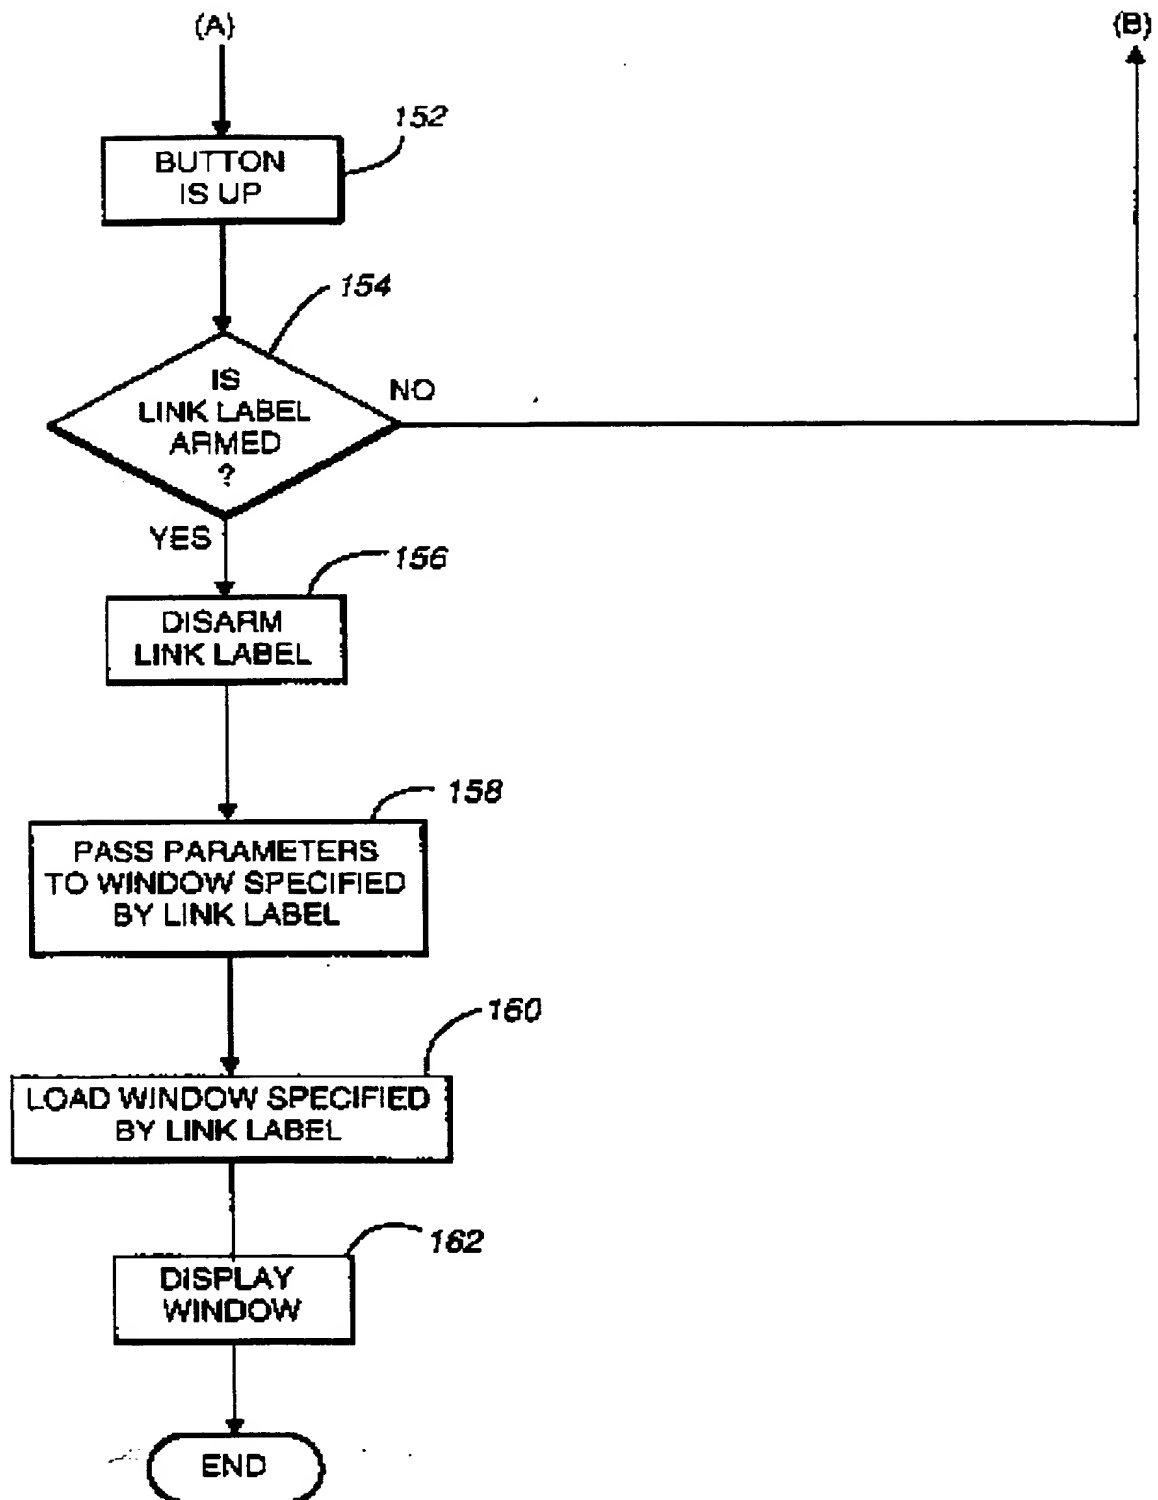 (A)
(B)
152
BUTTON
IS UP
154
IS
LINK LABEL
ARMED
?
NO
YES
156
DISARM
LINK LABEL
158
PASS PARAMETERS
TO WINDOW SPECIFIED
BY LINK LABEL
160
LOAD WINDOW SPECIFIED
BY LINK LABEL
162
DISPLAY
WINDOW
END